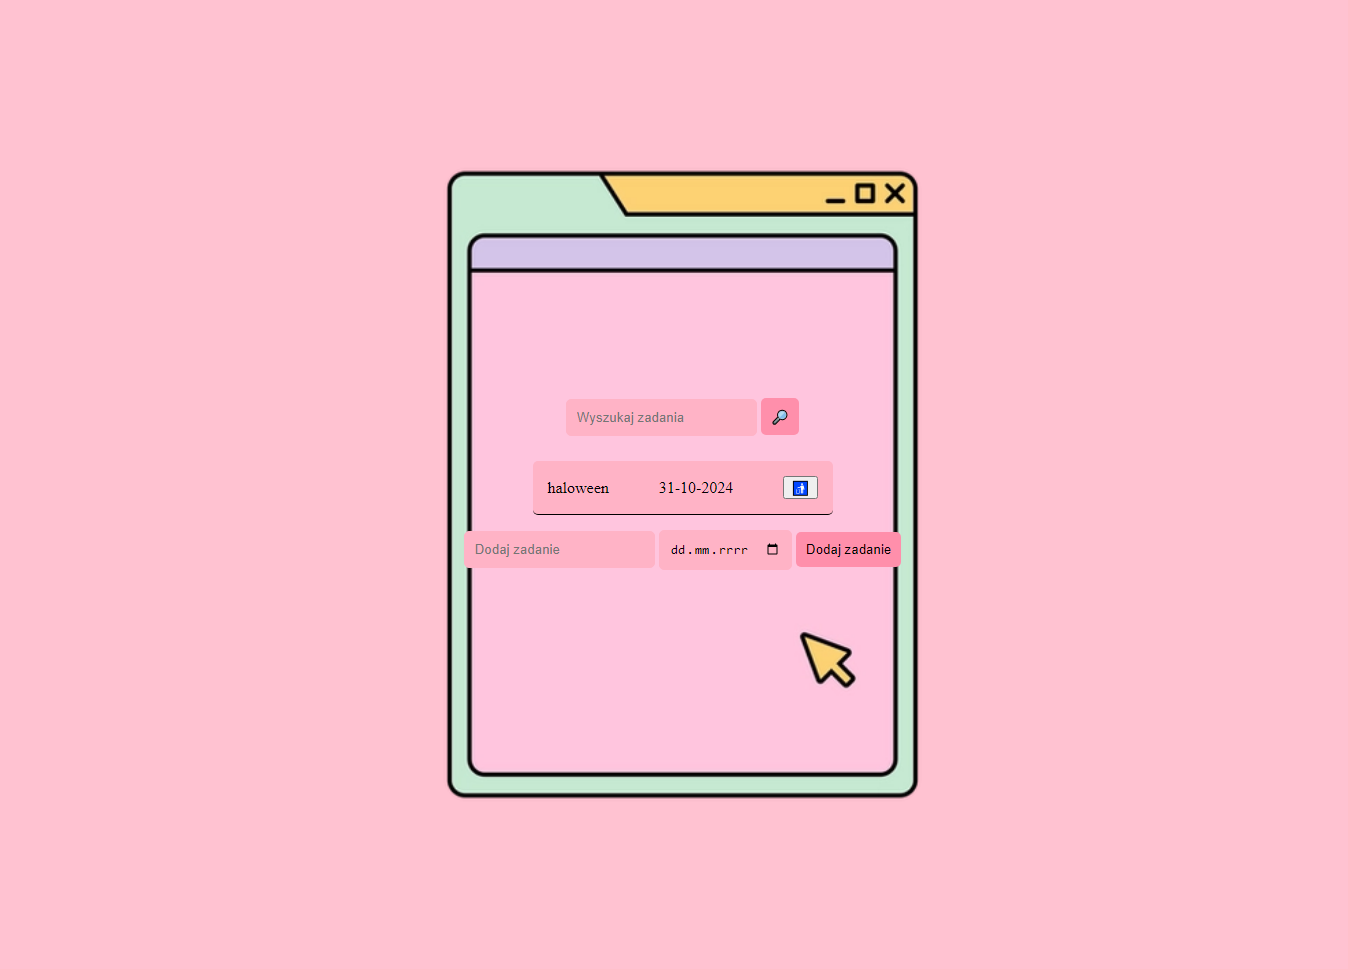 Wyszukaj zadania
haloween 31-10-2024
Dodaj zadanie dd.mm.rrrr Dodaj zadanie